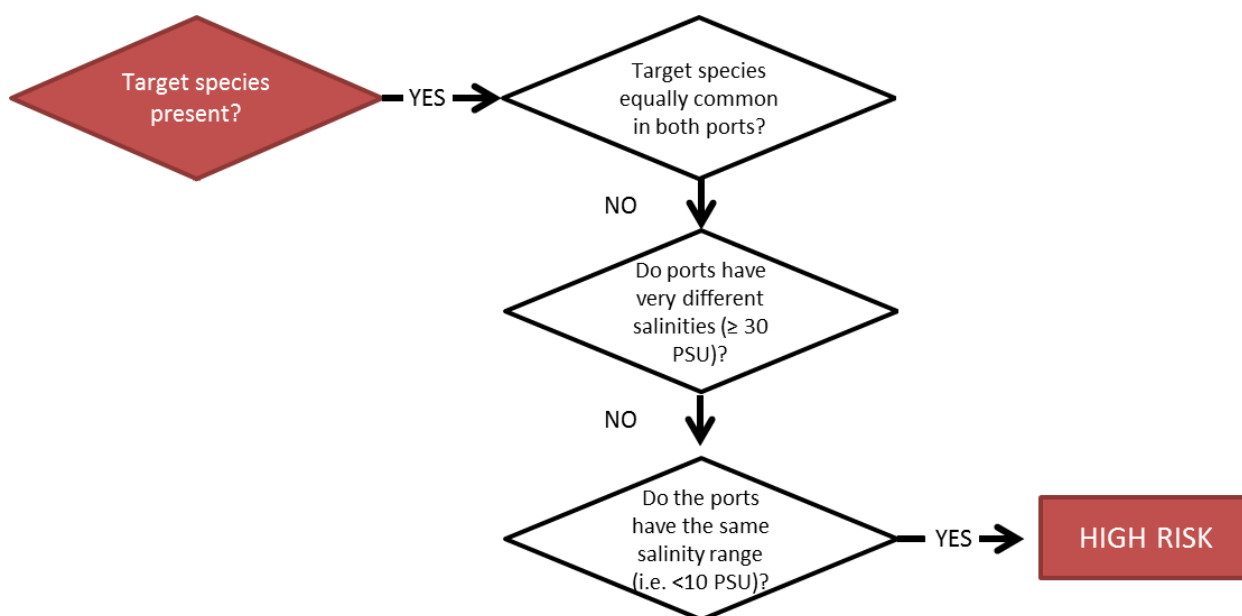 Target species
present?
YES
Target species
equally common
in both ports?
NO
Do ports have
very different
salinities (≥ 30
PSU)?
NO
Do the ports
have the same
salinity range
(i.e. <10 PSU)?
YES
HIGH RISK